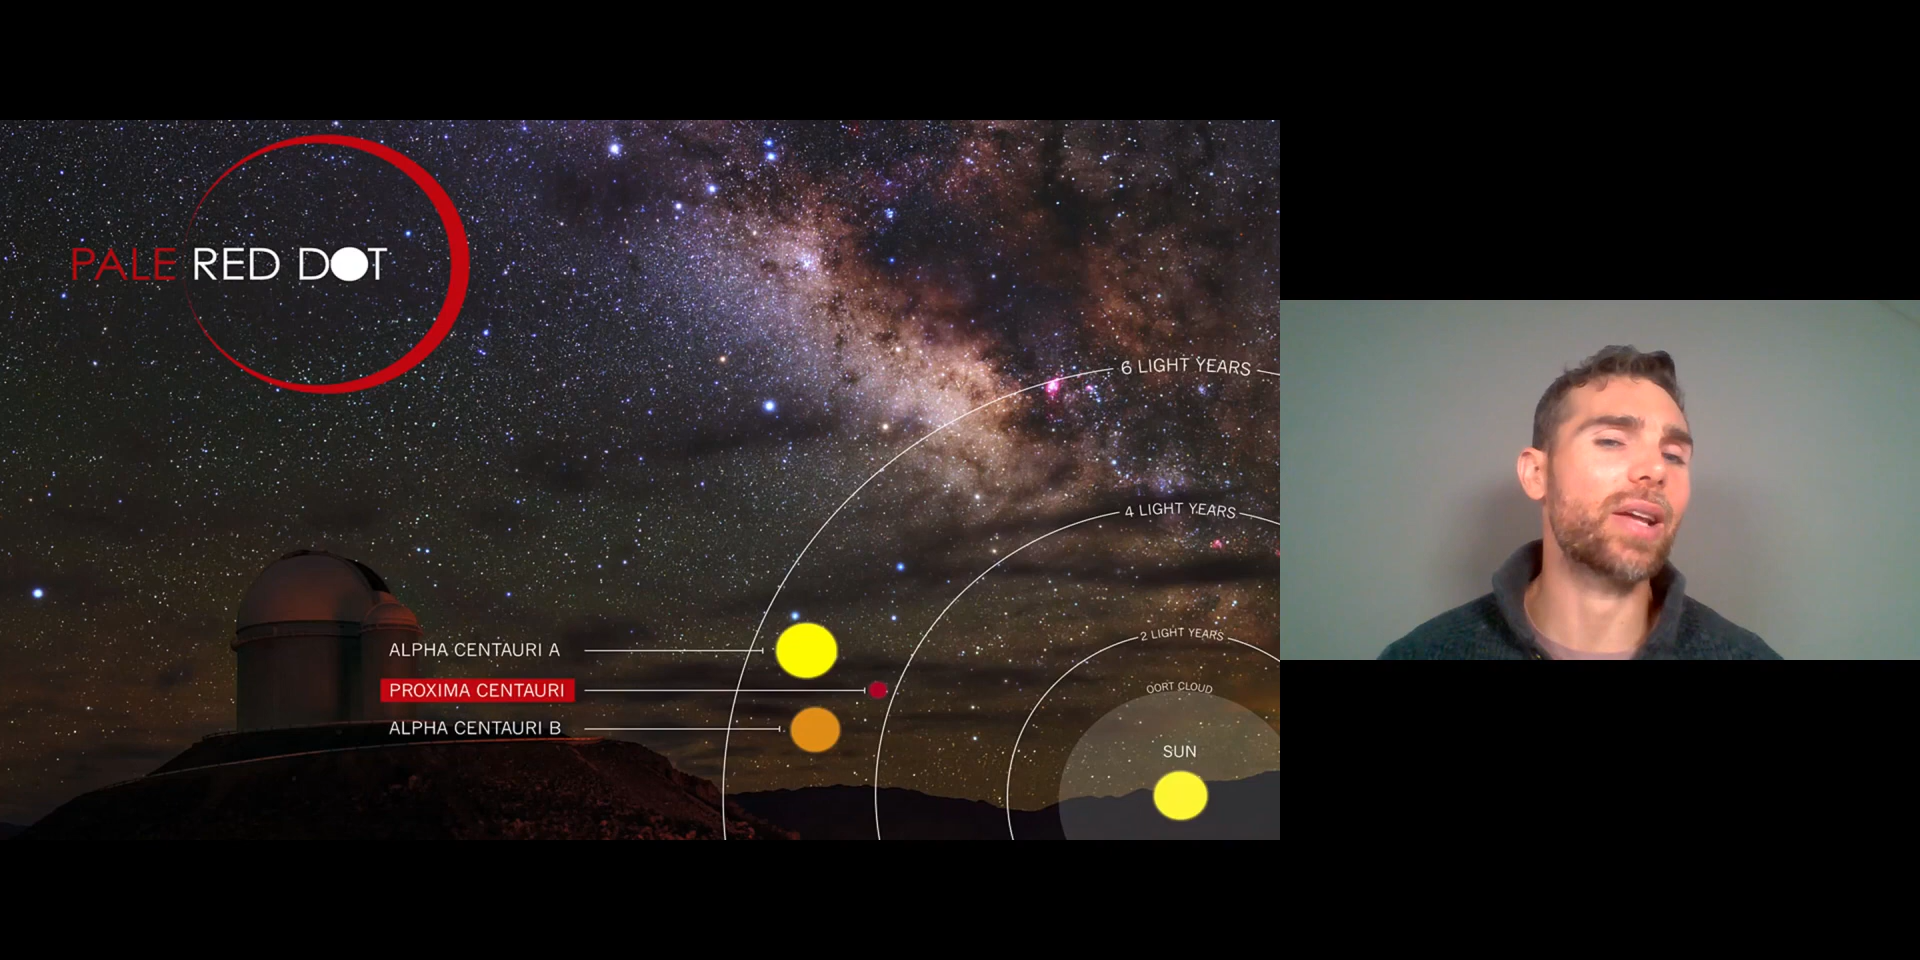 PALE RED DOT
6 LIGHT YEARS
4 LIGHT YEARS
2 LIGHT YEARS
OORT CLOUD
SUN
ALPHA CENTAURI A
PROXIMA CENTAURI
ALPHA CENTAURI B